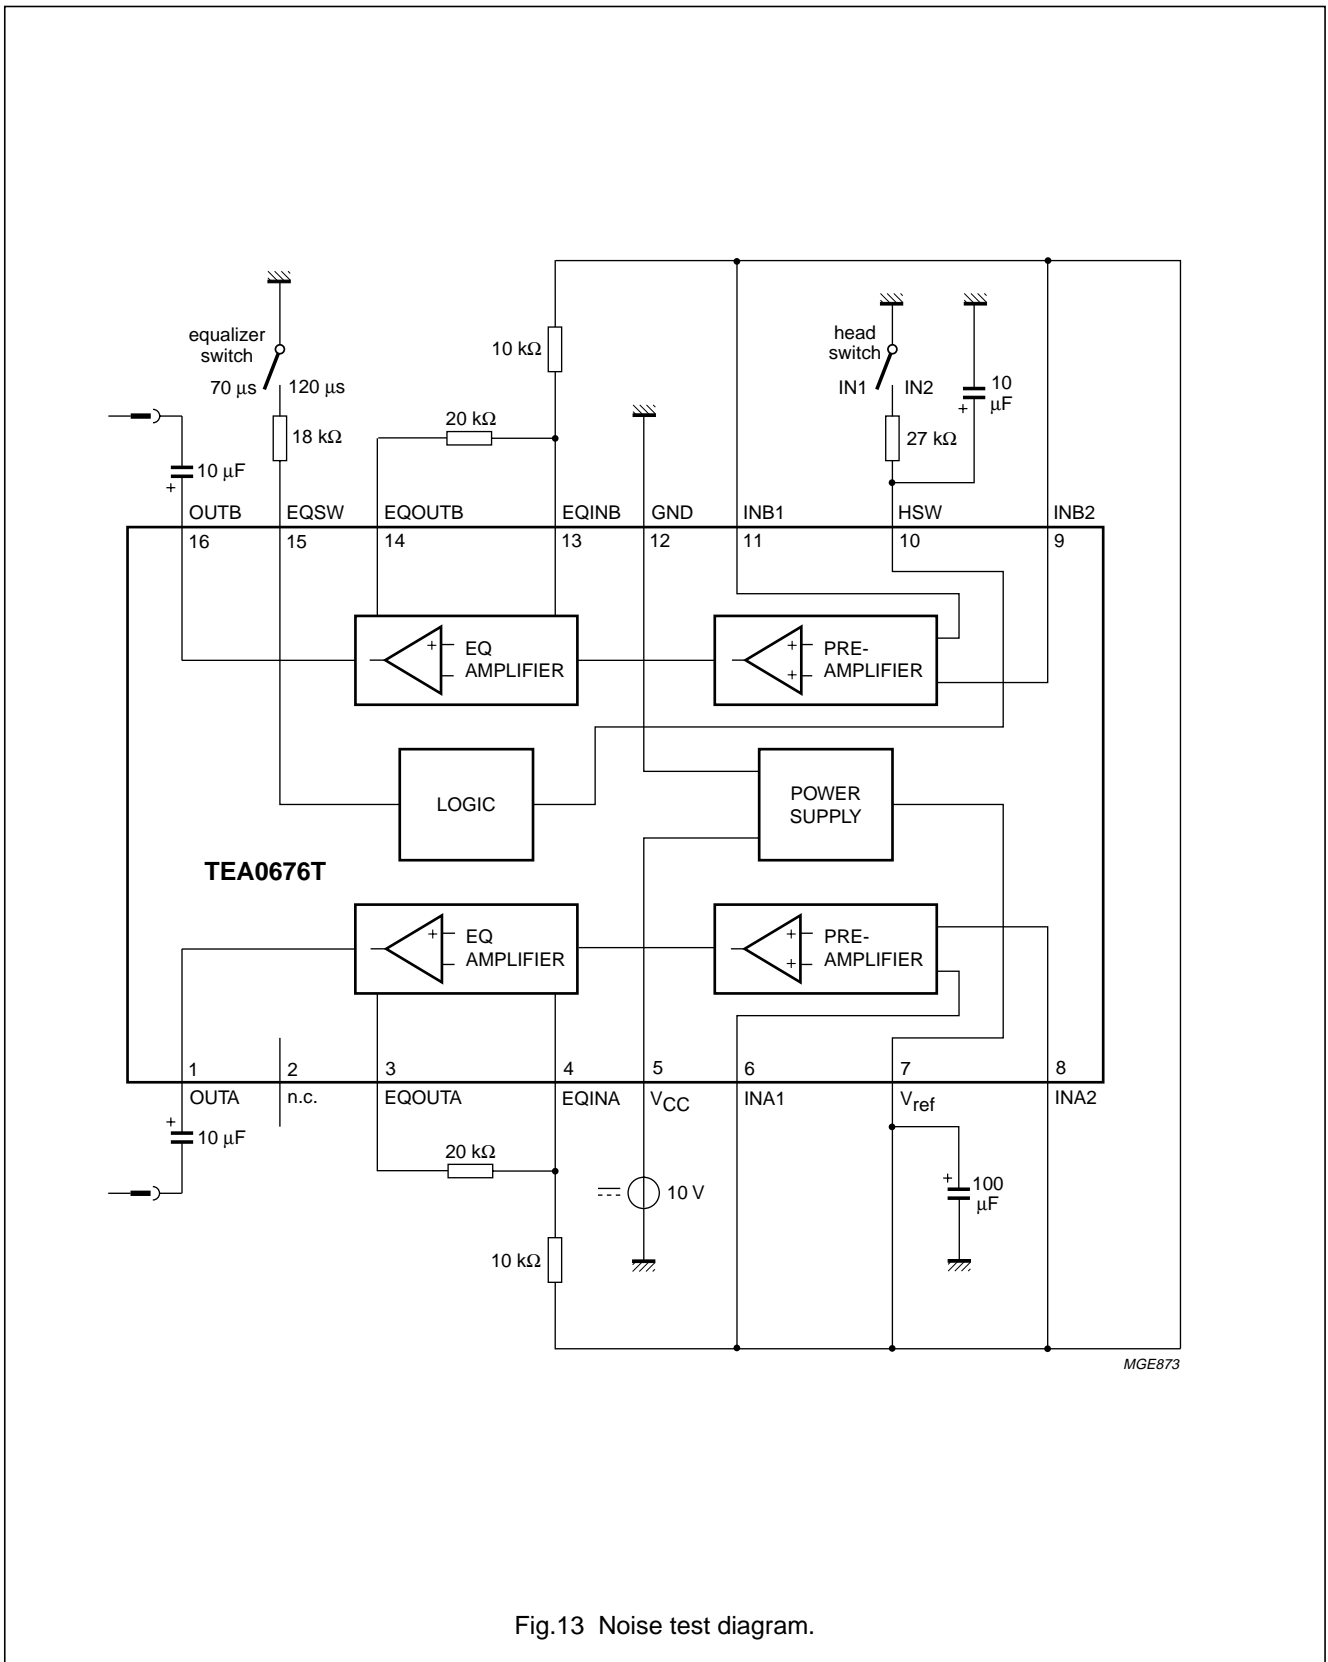 equalizer
switch
70 μs
120 μs
18 kΩ
10 μF
+
10 kΩ
20 kΩ
head
switch
IN1
IN2
27 kΩ
10
μF
+
OUTB
EQSW
EQOUTB
EQINB
GND
INB1
HSW
INB2
16
15
14
13
12
11
10
9
+
EQ
AMPLIFIER
+
+
PRE-
AMPLIFIER
LOGIC
POWER
SUPPLY
TEA0676T
+
EQ
AMPLIFIER
+
+
PRE-
AMPLIFIER
1
2
3
4
5
6
7
8
OUTA
n.c.
EQOUTA
EQINA
VCC
INA1
Vref
INA2
+
10 μF
20 kΩ
10 V
+
100
μF
10 kΩ
MGE873
Fig.13 Noise test diagram.